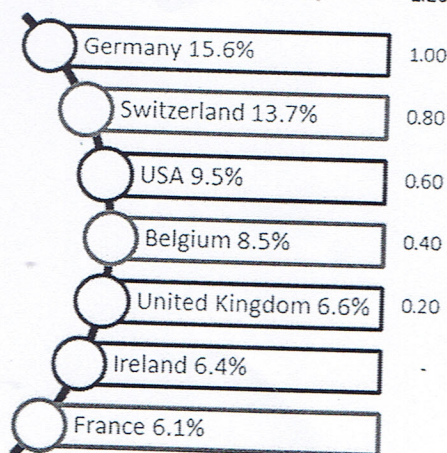 Germany 15.6% 1.00
Switzerland 13.7% 0.80
USA 9.5% 0.60
Belgium 8.5% 0.40
United Kingdom 6.6% 0.20
Ireland 6.4% -
France 6.1%